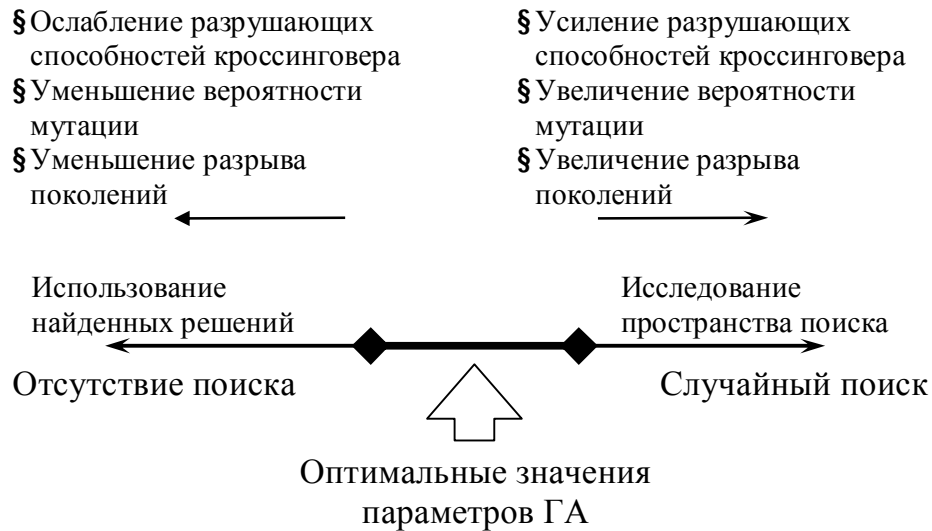 § Ослабление разрушающих
способностей кроссинговера
§ Уменьшение вероятности
мутации
§ Уменьшение разрыва
поколений
§ Усиление разрушающих
способностей кроссинговера
§ Увеличение вероятности
мутации
§ Увеличение разрыва
поколений
Использование
найденных решений
Исследование
пространства поиска
Отсутствие поиска
Случайный поиск
Оптимальные значения
параметров ГА